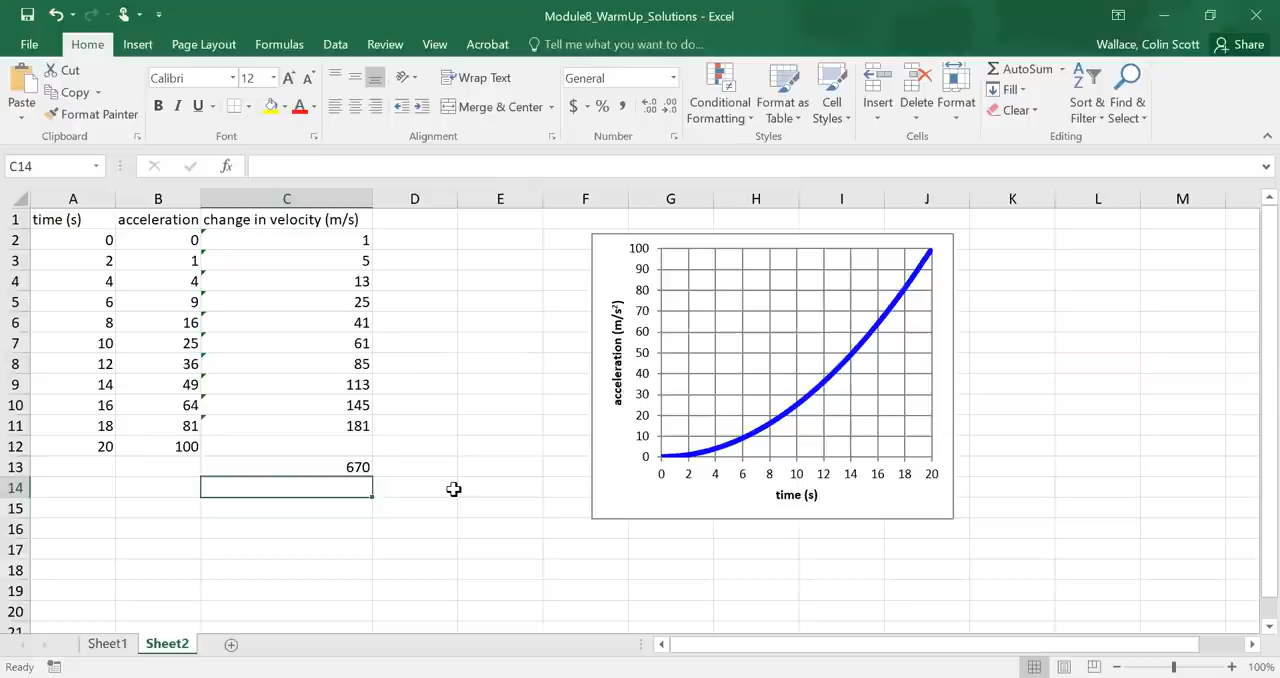 Module8_WarmUp_Solutions - Excel
File Home Insert Page Layout Formulas Data Review View Acrobat Tell me what you want to do... Wallace, Colin Scott Share
Paste
Cut
Copy
Format Painter
Clipboard
Calibri 12 A A
B I U A
Font
Wrap Text
Merge & Center
Alignment
General
$ % , .0 .00 .00 .0
Number
Conditional Formatting
Format as Table
Cell Styles
Styles
Insert Delete Format
Cells
AutoSum
Fill
Clear
Sort & Filter
Find & Select
Editing
C14 fx
A B C D E F G H I J K L M
1 time (s) acceleration change in velocity (m/s)
2 0 0 1
3 2 1 5
4 4 4 13
5 6 9 25
6 8 16 41
7 10 25 61
8 12 36 85
9 14 49 113
10 16 64 145
11 18 81 181
12 20 100
13 670
14
15
16
17
18
19
20
21
100
90
80
70
60
50
40
30
20
10
0
acceleration (m/s²)
0 2 4 6 8 10 12 14 16 18 20
time (s)
Sheet1 Sheet2
Ready 100%